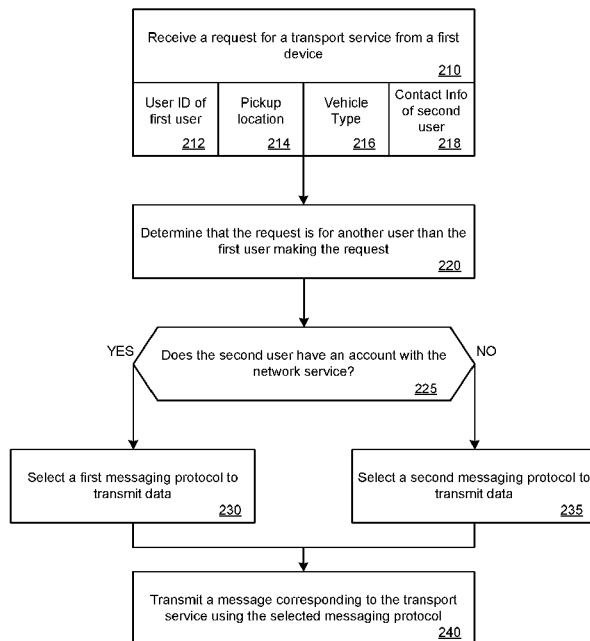 Receive a request for a transport service from a first
device
210
User ID of
first user
212
Pickup
location
214
Vehicle
Type
216
Contact Info
of second
user
218
Determine that the request is for another user than the
first user making the request
220
YES
Does the second user have an account with the
network service?
225
NO
Select a first messaging protocol to
transmit data
230
Select a second messaging protocol to
transmit data
235
Transmit a message corresponding to the transport
service using the selected messaging protocol
240